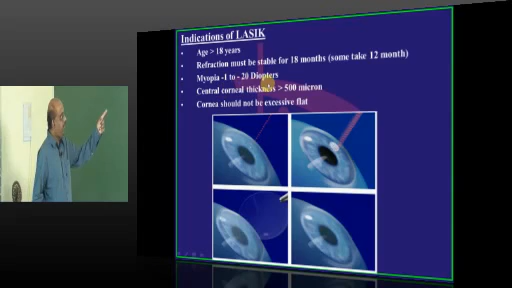 Indications of LASIK
• Age > 18 years
• Refraction must be stable for 18 months (some take 12 month)
• Myopia -1 to - 20 Diopters
• Central corneal thickness > 500 micron
• Cornea should not be excessive flat